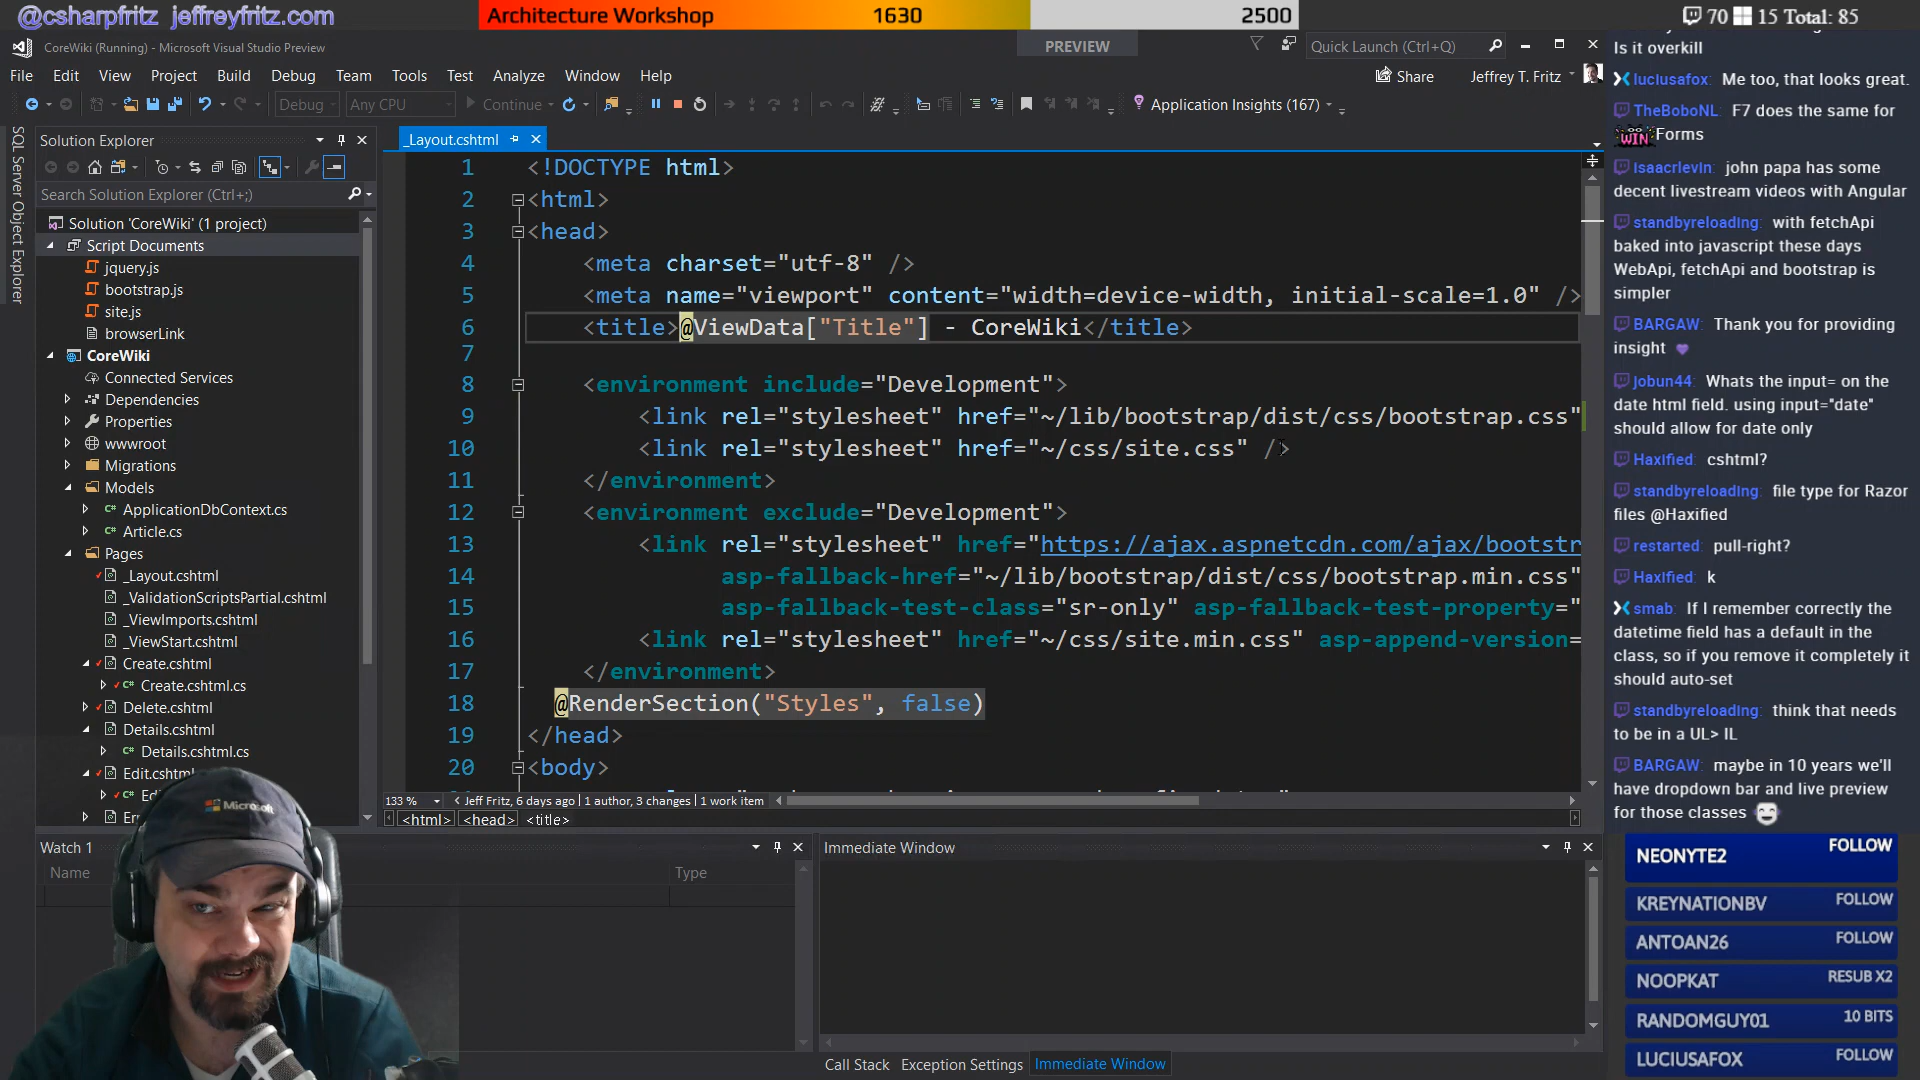 @csharpfritz jeffreyfritz.com
Architecture Workshop 1630 2500
70 15 Total: 85
CoreWiki (Running) - Microsoft Visual Studio Preview
PREVIEW
Quick Launch (Ctrl+Q)
File Edit View Project Build Debug Team Tools Test Analyze Window Help
Share
Jeffrey T. Fritz
Debug Any CPU Continue
Application Insights (167)
SQL Server Object Explorer
Solution Explorer
Search Solution Explorer (Ctrl+;)
Solution 'CoreWiki' (1 project)
Script Documents
jquery.js
bootstrap.js
site.js
browserLink
CoreWiki
Connected Services
Dependencies
Properties
wwwroot
Migrations
Models
ApplicationDbContext.cs
Article.cs
Pages
_Layout.cshtml
_ValidationScriptsPartial.cshtml
_ViewImports.cshtml
_ViewStart.cshtml
Create.cshtml
Create.cshtml.cs
Delete.cshtml
Details.cshtml
Details.cshtml.cs
Edit.cshtml
_Layout.cshtml
1 <!DOCTYPE html>
2 <html>
3 <head>
4 <meta charset="utf-8" />
5 <meta name="viewport" content="width=device-width, initial-scale=1.0" />
6 <title>@ViewData["Title"] - CoreWiki</title>
7
8 <environment include="Development">
9 <link rel="stylesheet" href="~/lib/bootstrap/dist/css/bootstrap.css"
10 <link rel="stylesheet" href="~/css/site.css" />
11 </environment>
12 <environment exclude="Development">
13 <link rel="stylesheet" href="https://ajax.aspnetcdn.com/ajax/bootstr
14 asp-fallback-href="~/lib/bootstrap/dist/css/bootstrap.min.css"
15 asp-fallback-test-class="sr-only" asp-fallback-test-property="
16 <link rel="stylesheet" href="~/css/site.min.css" asp-append-version=
17 </environment>
18 @RenderSection("Styles", false)
19 </head>
20 <body>
133 % Jeff Fritz, 6 days ago | 1 author, 3 changes | 1 work item
<html> <head> <title>
Watch 1
Name Type
Microsoft
Immediate Window
Call Stack Exception Settings Immediate Window
Is it overkill
luciusafox: Me too, that looks great.
TheBoboNL: F7 does the same for
WIN Forms
isaacrlevin: john papa has some
decent livestream videos with Angular
standbyreloading: with fetchApi
baked into javascript these days
WebApi, fetchApi and bootstrap is
simpler
BARGAW: Thank you for providing
insight
jobun44: Whats the input= on the
date html field. using input="date"
should allow for date only
Haxified: cshtml?
standbyreloading: file type for Razor
files @Haxified
restarted: pull-right?
Haxified: k
smab: If I remember correctly the
datetime field has a default in the
class, so if you remove it completely it
should auto-set
standbyreloading: think that needs
to be in a UL> IL
BARGAW: maybe in 10 years we'll
have dropdown bar and live preview
for those classes
NEONYTE2 FOLLOW
KREYNATIONBV FOLLOW
ANTOAN26 FOLLOW
NOOPKAT RESUB X2
RANDOMGUY01 10 BITS
LUCIUSAFOX FOLLOW